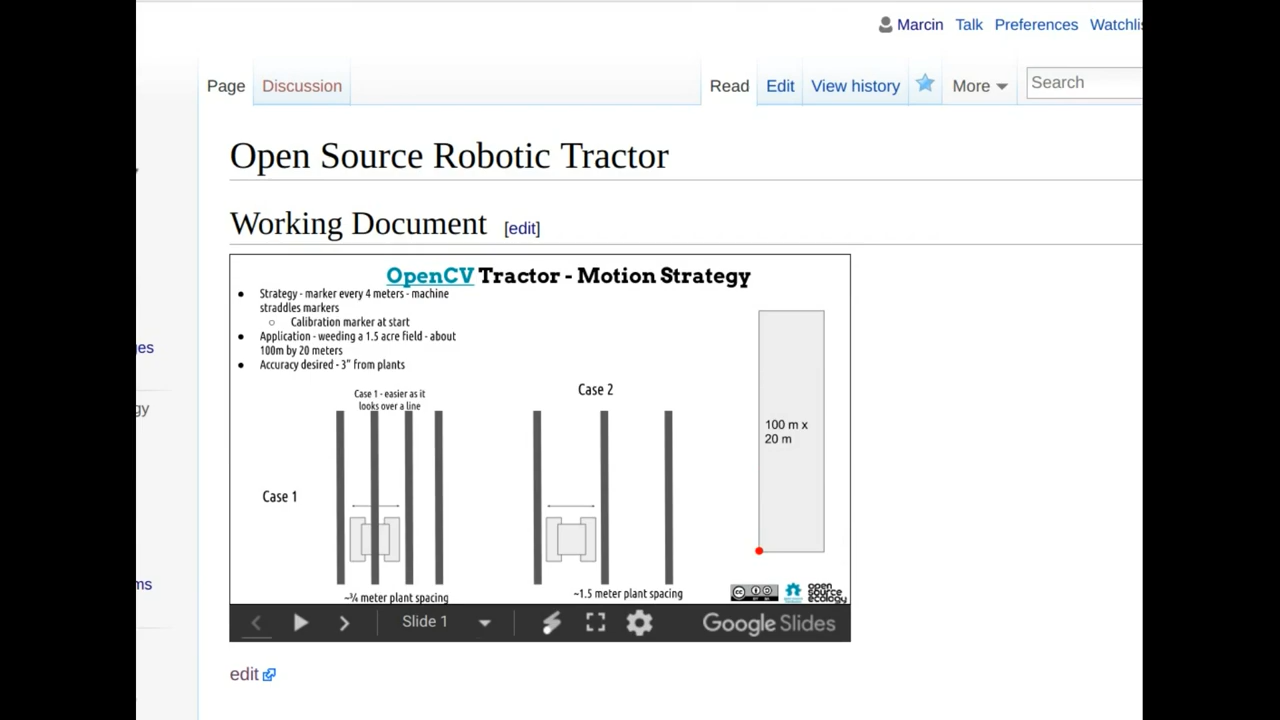 Marcin Talk Preferences Watchlis
Page Discussion Read Edit View history More Search
Open Source Robotic Tractor
Working Document [edit]
OpenCV Tractor - Motion Strategy
Strategy - marker every 4 meters - machine
straddles markers
Calibration marker at start
Application - weeding a 1.5 acre field - about
100m by 20 meters
Accuracy desired - 3" from plants
Case 1 - easier as it
looks over a line
Case 2
100 m x
20 m
Case 1
~¾ meter plant spacing
~1.5 meter plant spacing
open
source
ecology
Slide 1 Google Slides
edit
es
gy
ms